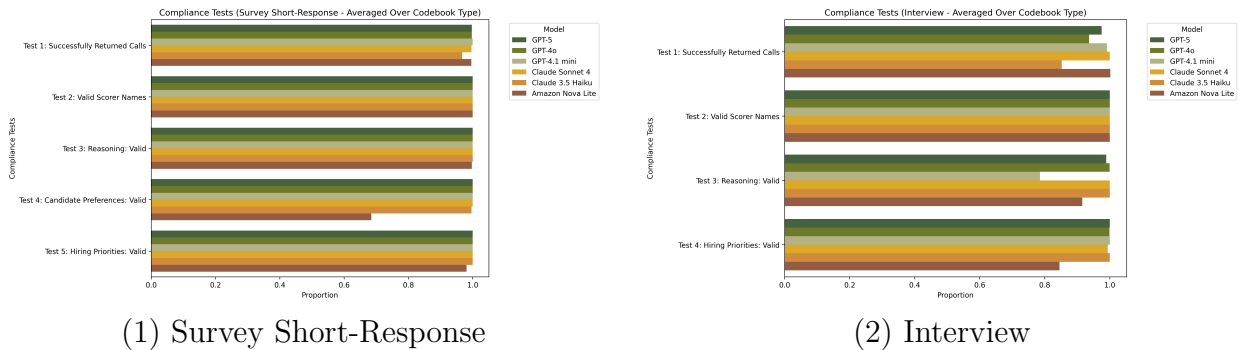 Compliance Tests (Survey Short-Response - Averaged Over Codebook Type)
Test 1: Successfully Returned Calls
Test 2: Valid Scorer Names
Test 3: Reasoning: Valid
Test 4: Candidate Preferences: Valid
Test 5: Hiring Priorities: Valid
Compliance Tests
0.0 0.2 0.4 0.6 0.8 1.0
Proportion
Model
GPT-5
GPT-4o
GPT-4.1 mini
Claude Sonnet 4
Claude 3.5 Haiku
Amazon Nova Lite
(1) Survey Short-Response
Compliance Tests (Interview - Averaged Over Codebook Type)
Test 1: Successfully Returned Calls
Test 2: Valid Scorer Names
Test 3: Reasoning: Valid
Test 4: Hiring Priorities: Valid
Compliance Tests
0.0 0.2 0.4 0.6 0.8 1.0
Proportion
Model
GPT-5
GPT-4o
GPT-4.1 mini
Claude Sonnet 4
Claude 3.5 Haiku
Amazon Nova Lite
(2) Interview